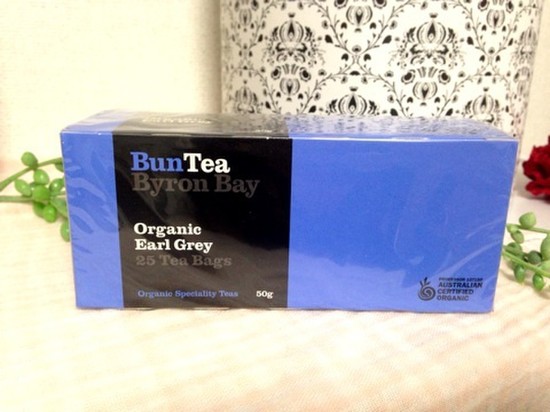 BunTea
Byron Bay
Organic
Earl Grey
25 Tea Bags
Organic Speciality Teas 50g
AUSTRALIAN
CERTIFIED
ORGANIC